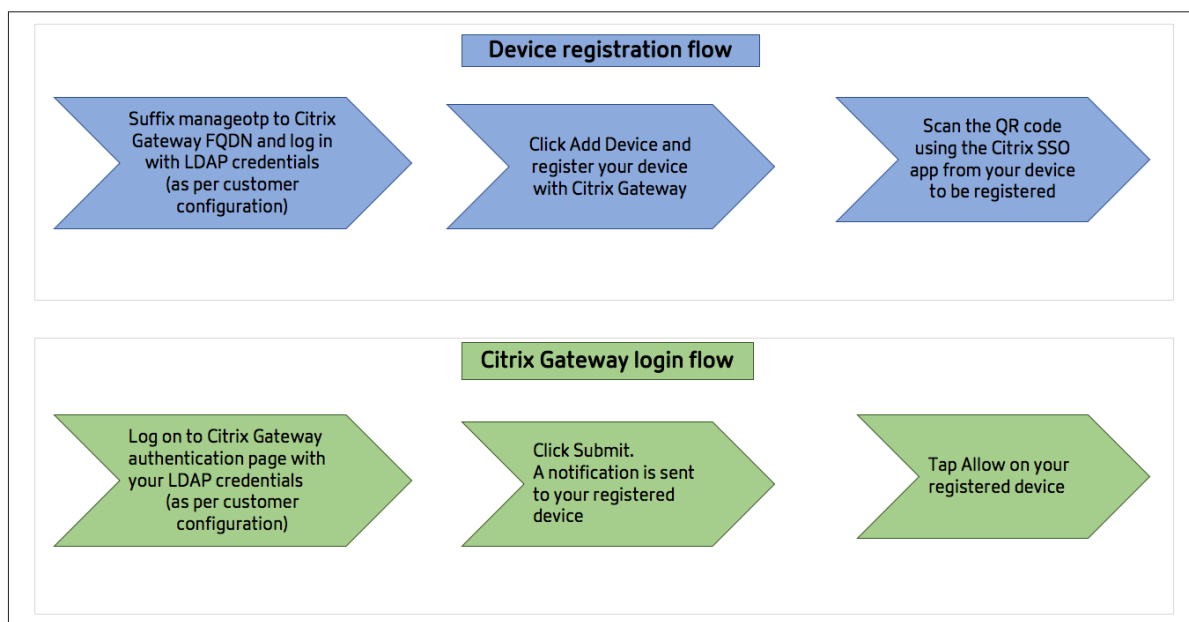 Device registration flow
Suffix manageotp to Citrix
Gateway FQDN and log in
with LDAP credentials
(as per customer
configuration)
Click Add Device and
register your device
with Citrix Gateway
Scan the QR code
using the Citrix SSO
app from your device
to be registered
Citrix Gateway login flow
Log on to Citrix Gateway
authentication page with
your LDAP credentials
(as per customer
configuration)
Click Submit.
A notification is sent
to your registered
device
Tap Allow on your
registered device